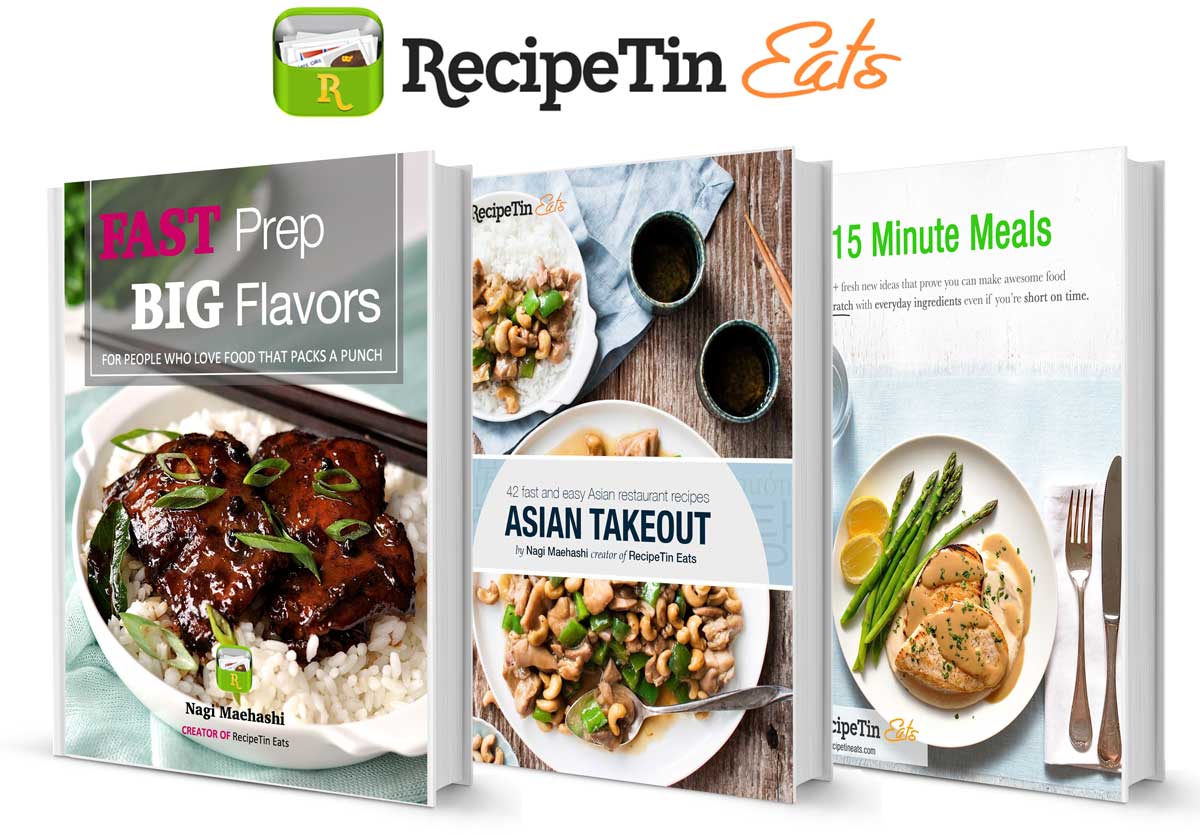 RecipeTin Eats
R
FAST Prep
BIG Flavors
FOR PEOPLE WHO LOVE FOOD THAT PACKS A PUNCH
R
Nagi Maehashi
CREATOR OF RecipeTin Eats
RecipeTin Eats
42 fast and easy Asian restaurant recipes
ASIAN TAKEOUT
by Nagi Maehashi creator of RecipeTin Eats
15 Minute Meals
+ fresh new ideas that prove you can make awesome food
ratch with everyday ingredients even if you're short on time.
cipeTin Eats
cipetineats.com